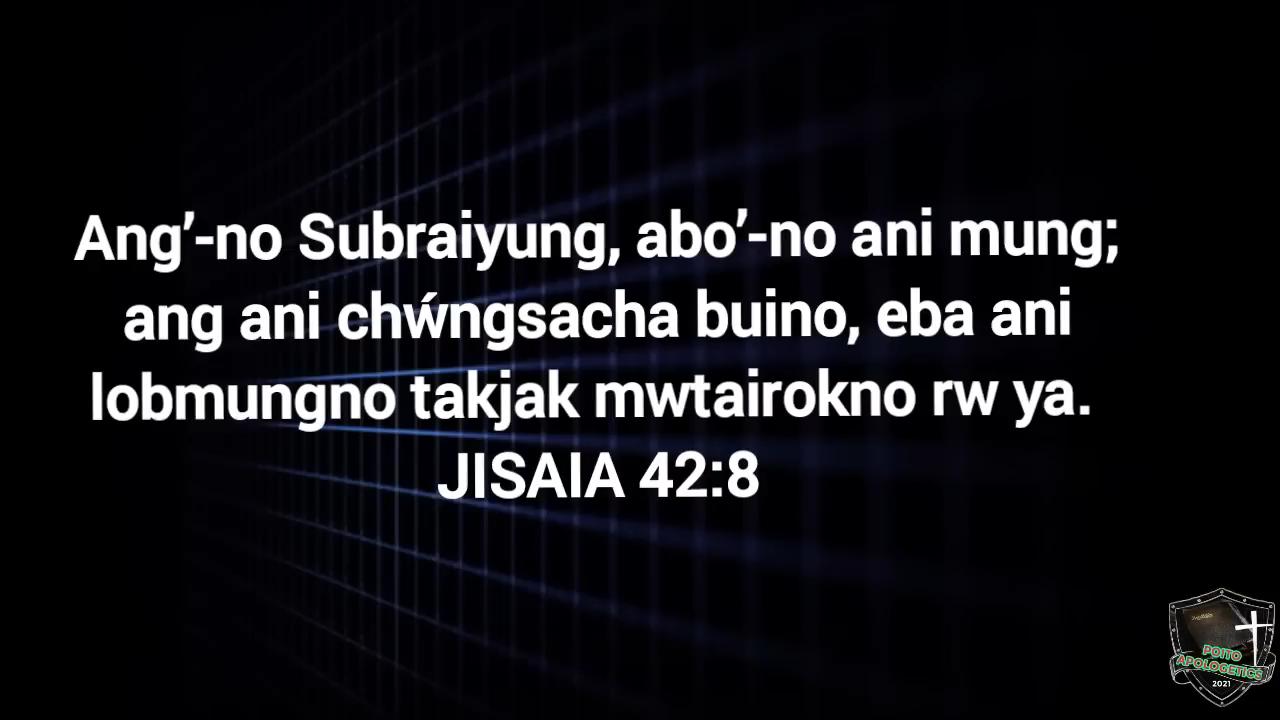 Ang’-no Subraiyung, abo’-no ani mung;
ang ani chẃngsacha buino, eba ani
lobmungno takjak mwtairokno rw ya.
JISAIA 42:8
POITO
APOLOGETICS
2021